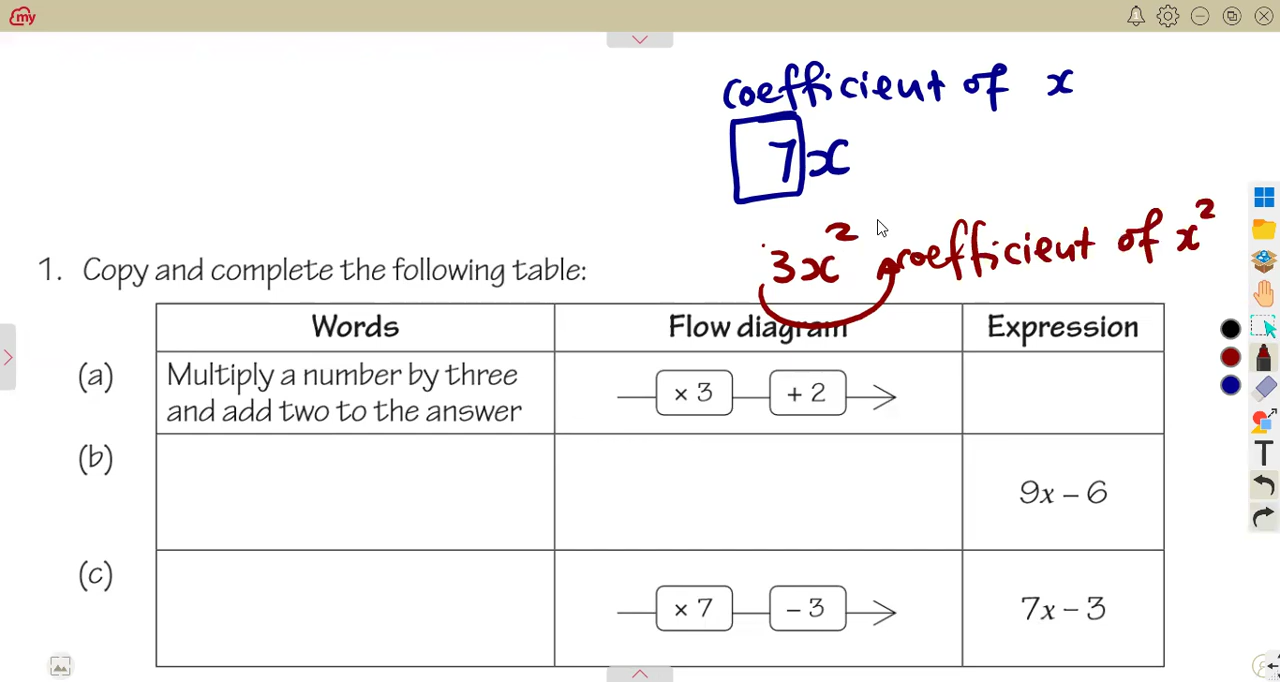 my
coefficient of x
7x
3x² coefficient of x²
1. Copy and complete the following table:
Words Flow diagram Expression
(a) Multiply a number by three
and add two to the answer
× 3 + 2
(b) 9x – 6
(c) × 7 – 3 7x – 3
T